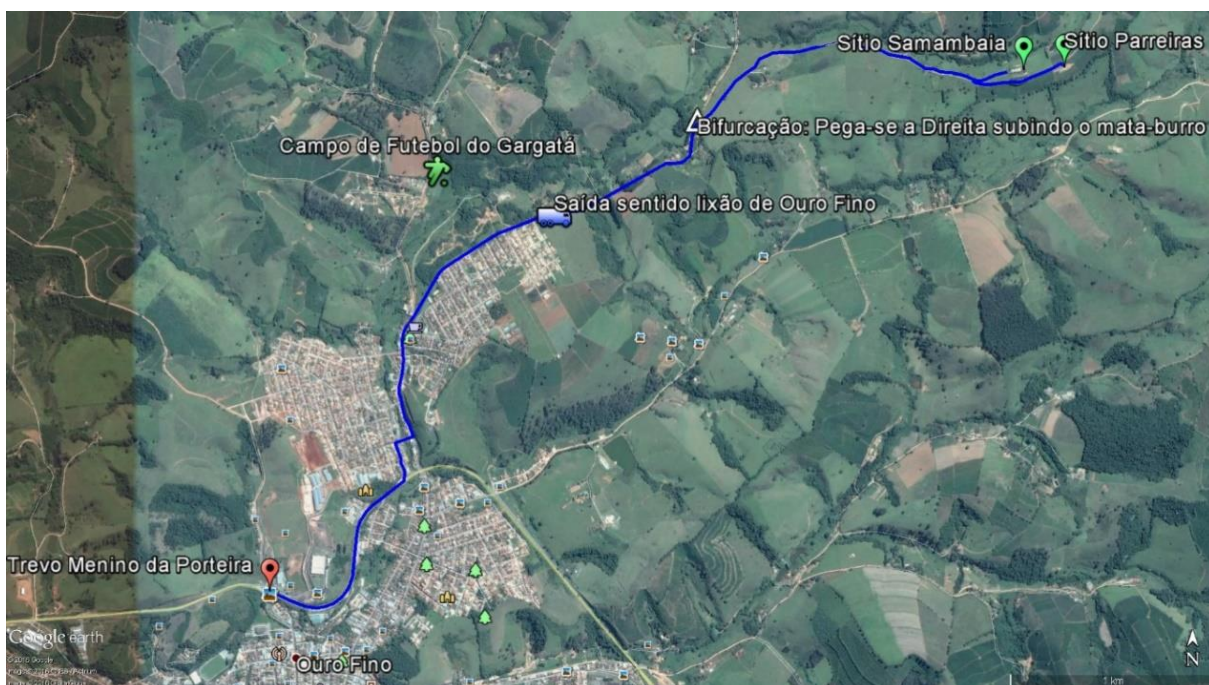 Sítio Samambaia
Sítio Parreiras
Bifurcação: Pega-se a Direita subindo o mata-burro
Campo de Futebol do Gargatá
Saída sentido lixão de Ouro Fino
Trevo Menino da Porteira
Google earth
Ouro Fino
N
1 km